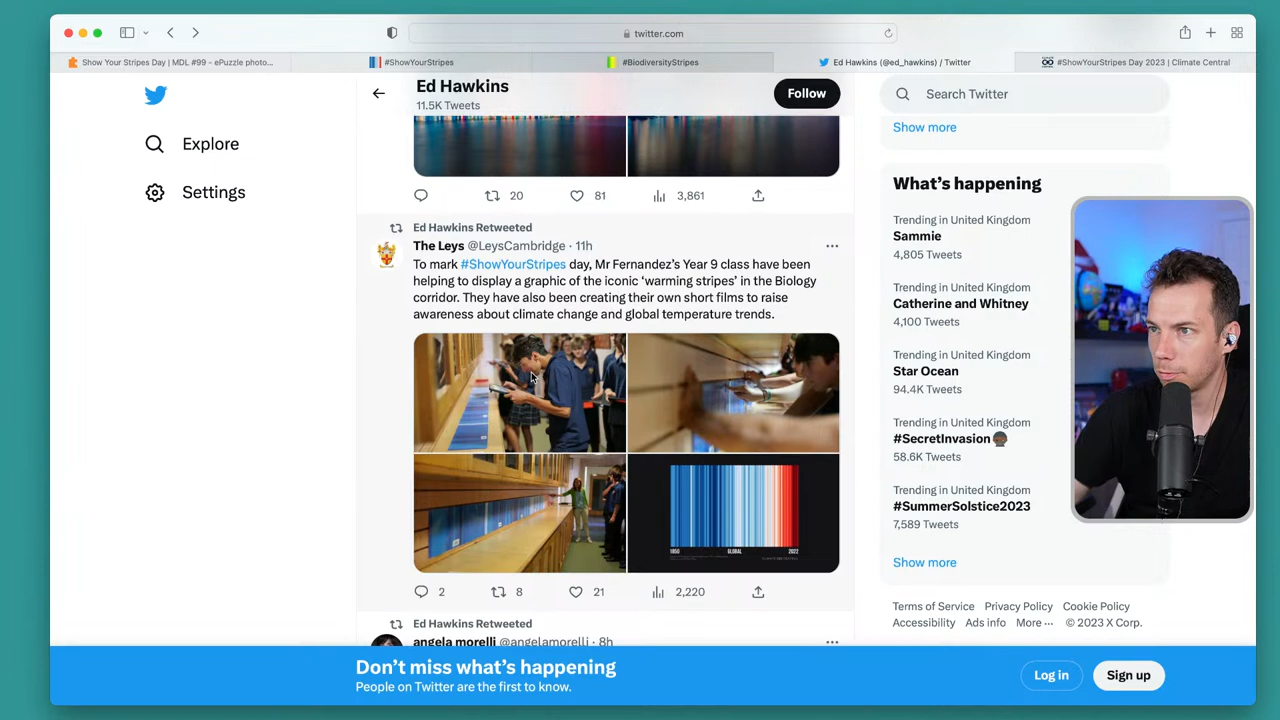 twitter.com
Show Your Stripes Day | MDL #99 - ePuzzle photo...
#ShowYourStripes
#BiodiversityStripes
Ed Hawkins (@ed_hawkins) / Twitter
#ShowYourStripes Day 2023 | Climate Central
Explore
Settings
Ed Hawkins
11.5K Tweets
Follow
20
81
3,861
Ed Hawkins Retweeted
The Leys @LeysCambridge · 11h
To mark #ShowYourStripes day, Mr Fernandez’s Year 9 class have been
helping to display a graphic of the iconic ‘warming stripes’ in the Biology
corridor. They have also been creating their own short films to raise
awareness about climate change and global temperature trends.
1850
GLOBAL
2022
2
8
21
2,220
Ed Hawkins Retweeted
angela morelli @angelamorelli · 8h
Search Twitter
Show more
What’s happening
Trending in United Kingdom
Sammie
4,805 Tweets
Trending in United Kingdom
Catherine and Whitney
4,100 Tweets
Trending in United Kingdom
Star Ocean
94.4K Tweets
Trending in United Kingdom
#SecretInvasion
58.6K Tweets
Trending in United Kingdom
#SummerSolstice2023
7,589 Tweets
Show more
Terms of Service Privacy Policy Cookie Policy
Accessibility Ads info More ··· © 2023 X Corp.
Don’t miss what’s happening
People on Twitter are the first to know.
Log in
Sign up